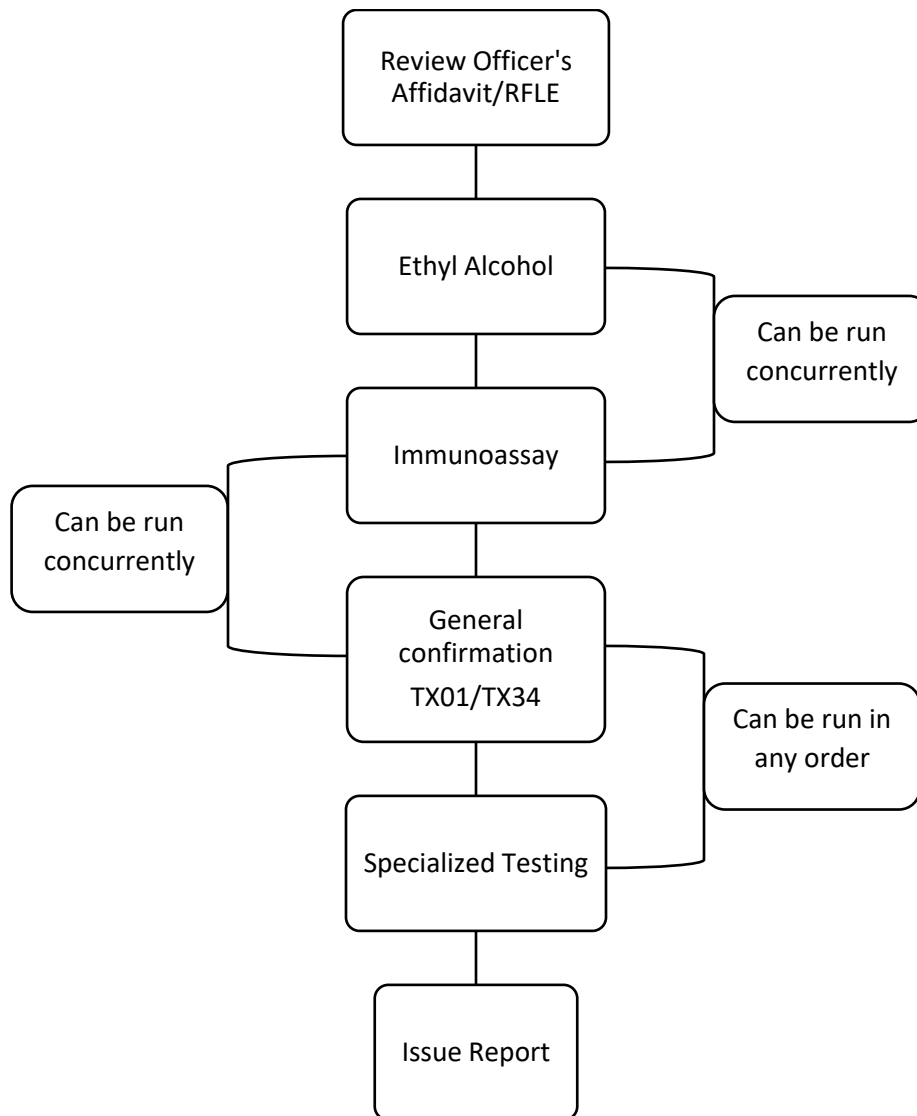 Review Officer's
Affidavit/RFLE
Ethyl Alcohol
Can be run
concurrently
Immunoassay
Can be run
concurrently
General
confirmation
TX01/TX34
Can be run in
any order
Specialized Testing
Issue Report